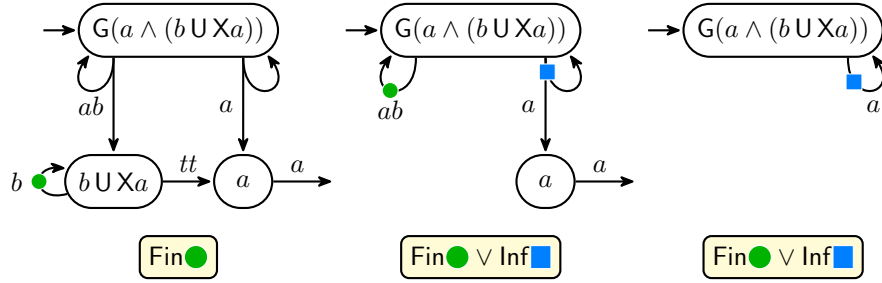 G(a ∧ (b U Xa)) G(a ∧ (b U Xa)) G(a ∧ (b U Xa))
ab a ab a a
b b U Xa tt a a a a
Fin Fin ∨ Inf Fin ∨ Inf